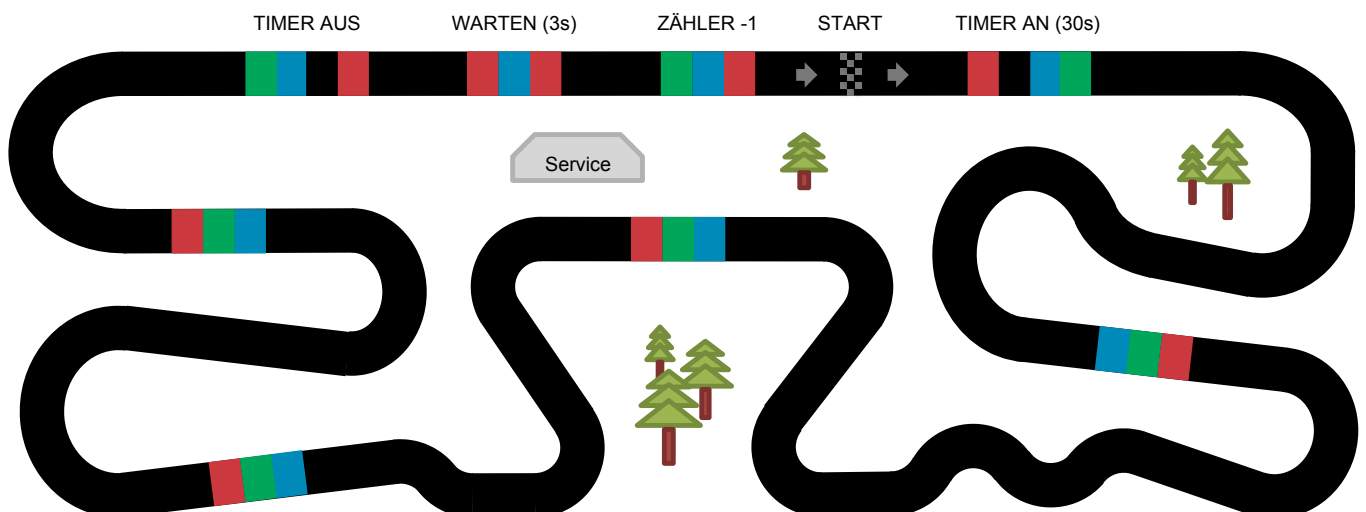 TIMER AUS
WARTEN (3s)
ZÄHLER -1
START
TIMER AN (30s)
Service